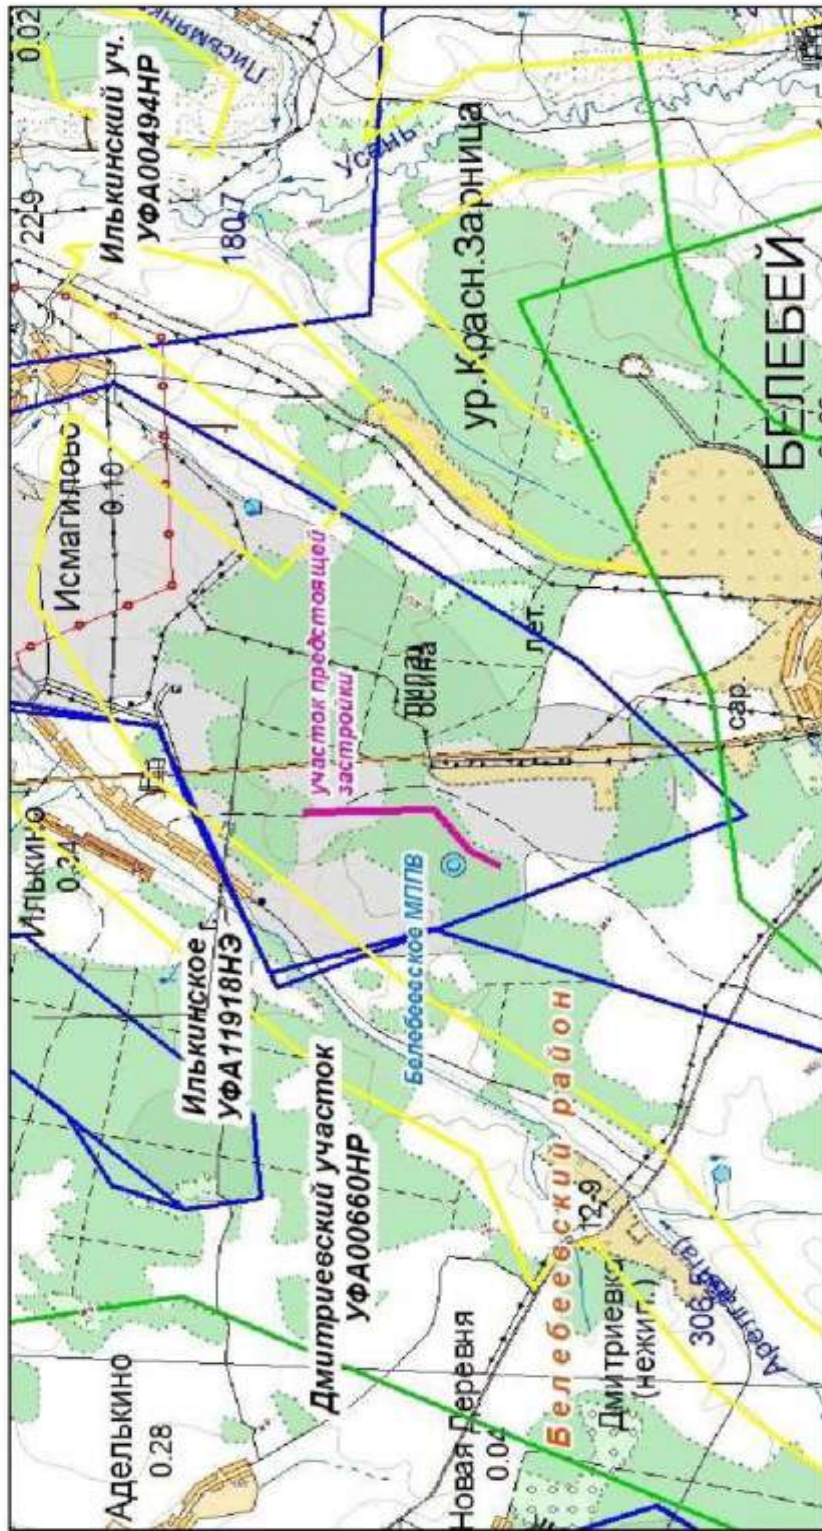 Аделькино
0.28
Новая Деревня
0.04
Дмитриевский участок
УФА00660НР
Белебеевский район
Дмитриевка
(нежил.)
12-9
306.5
Илькино
0.34
Илькинское
УФА11918НЭ
Белебеевское МППВ
участок предстоящей
застройки
Исмагилово
0.10
лет.
сар.
БЕЛЕБЕЙ
ур.Красн.Зарница
Усень
180.7
22-9
Илькинский уч.
УФА00494НР
Письмянка
0.02